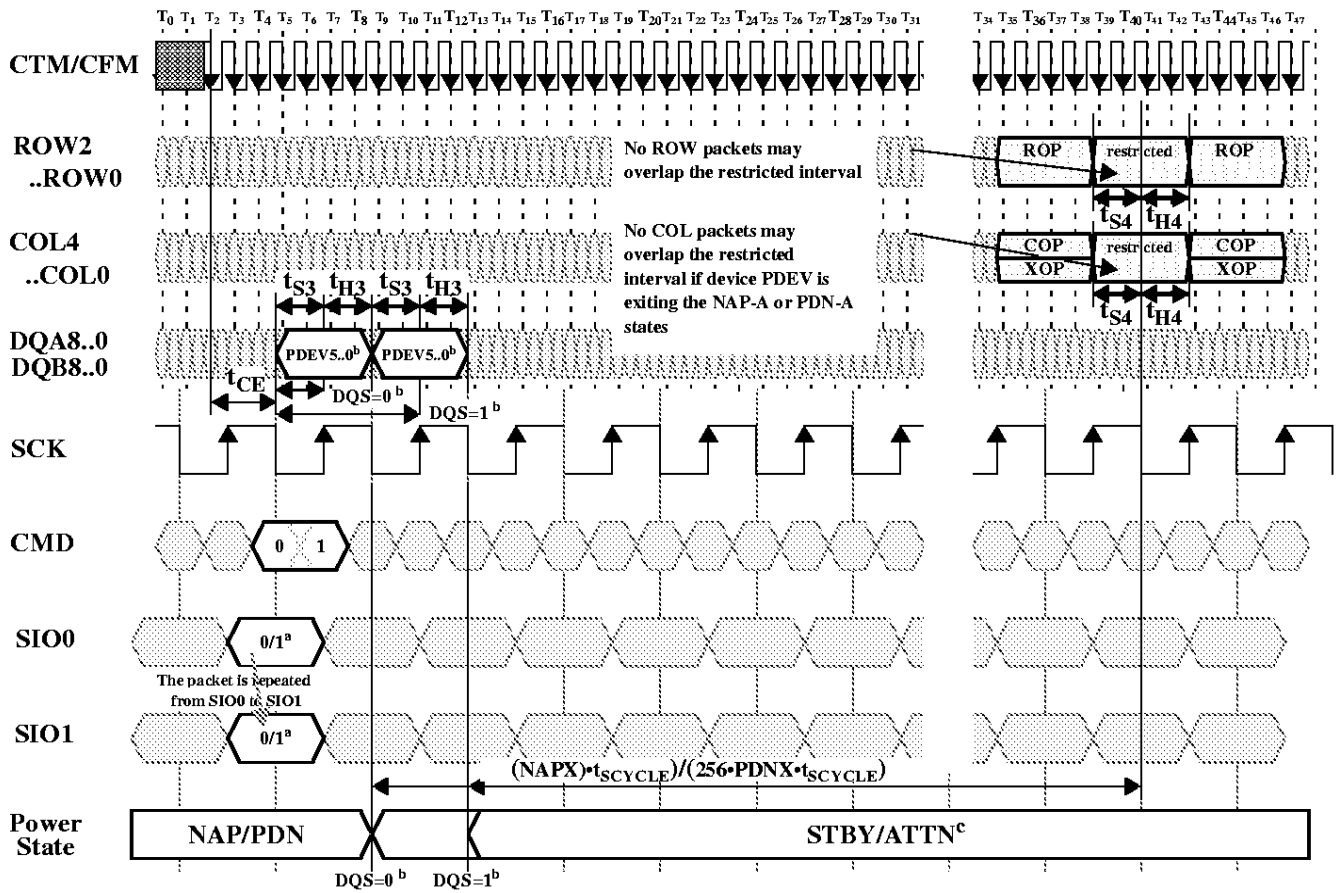 T0 T1 T2 T3 T4 T5 T6 T7 T8 T9 T10 T11 T12 T13 T14 T15 T16 T17 T18 T19 T20 T21 T22 T23 T24 T25 T26 T27 T28 T29 T30 T31 T34 T35 T36 T37 T38 T39 T40 T41 T42 T43 T44 T45 T46 T47
CTM/CFM
ROW2
..ROW0
No ROW packets may
overlap the restricted interval
ROP restricted ROP
tS4 tH4
COL4
..COL0
No COL packets may
overlap the restricted
interval if device PDEV is
exiting the NAP-A or PDN-A
states
COP restricted COP
XOP XOP
tS4 tH4
tS3 tH3 tS3 tH3
DQA8..0
DQB8..0
PDEV5..0b PDEV5..0b
tCE
DQS=0 b
DQS=1 b
SCK
CMD
0 1
SIO0
0/1a
The packet is repeated
from SIO0 to SIO1
SIO1
0/1a
(NAPX)•tSCYCLE)/(256•PDNX•tSCYCLE)
Power
State
NAP/PDN
STBY/ATTNc
DQS=0 b DQS=1b